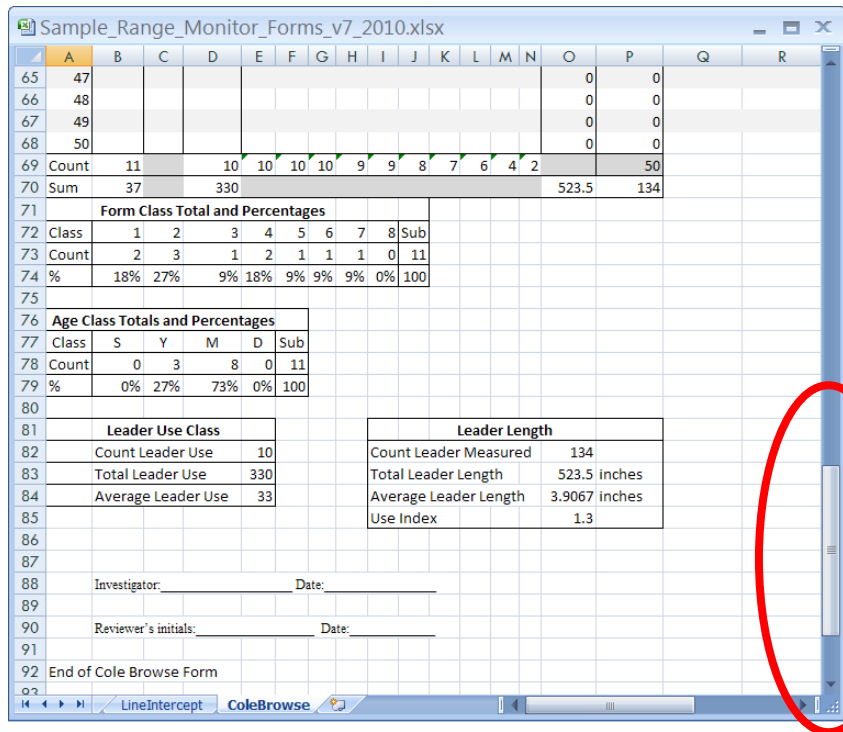 Sample_Range_Monitor_Forms_v7_2010.xlsx
A B C D E F G H I J K L M N O P Q R
65 47 0 0
66 48 0 0
67 49 0 0
68 50 0 0
69 Count 11 10 10 10 10 9 9 8 7 6 4 2 50
70 Sum 37 330 523.5 134
71 Form Class Total and Percentages
72 Class 1 2 3 4 5 6 7 8 Sub
73 Count 2 3 1 2 1 1 1 0 11
74 % 18% 27% 9% 18% 9% 9% 9% 0% 100
75
76 Age Class Totals and Percentages
77 Class S Y M D Sub
78 Count 0 3 8 0 11
79 % 0% 27% 73% 0% 100
80
81 Leader Use Class Leader Length
82 Count Leader Use 10 Count Leader Measured 134
83 Total Leader Use 330 Total Leader Length 523.5 inches
84 Average Leader Use 33 Average Leader Length 3.9067 inches
85 Use Index 1.3
86
87
88 Investigator:____________________ Date:________________
89
90 Reviewer's initials:__________________ Date:_____________
91
92 End of Cole Browse Form
93
LineIntercept ColeBrowse